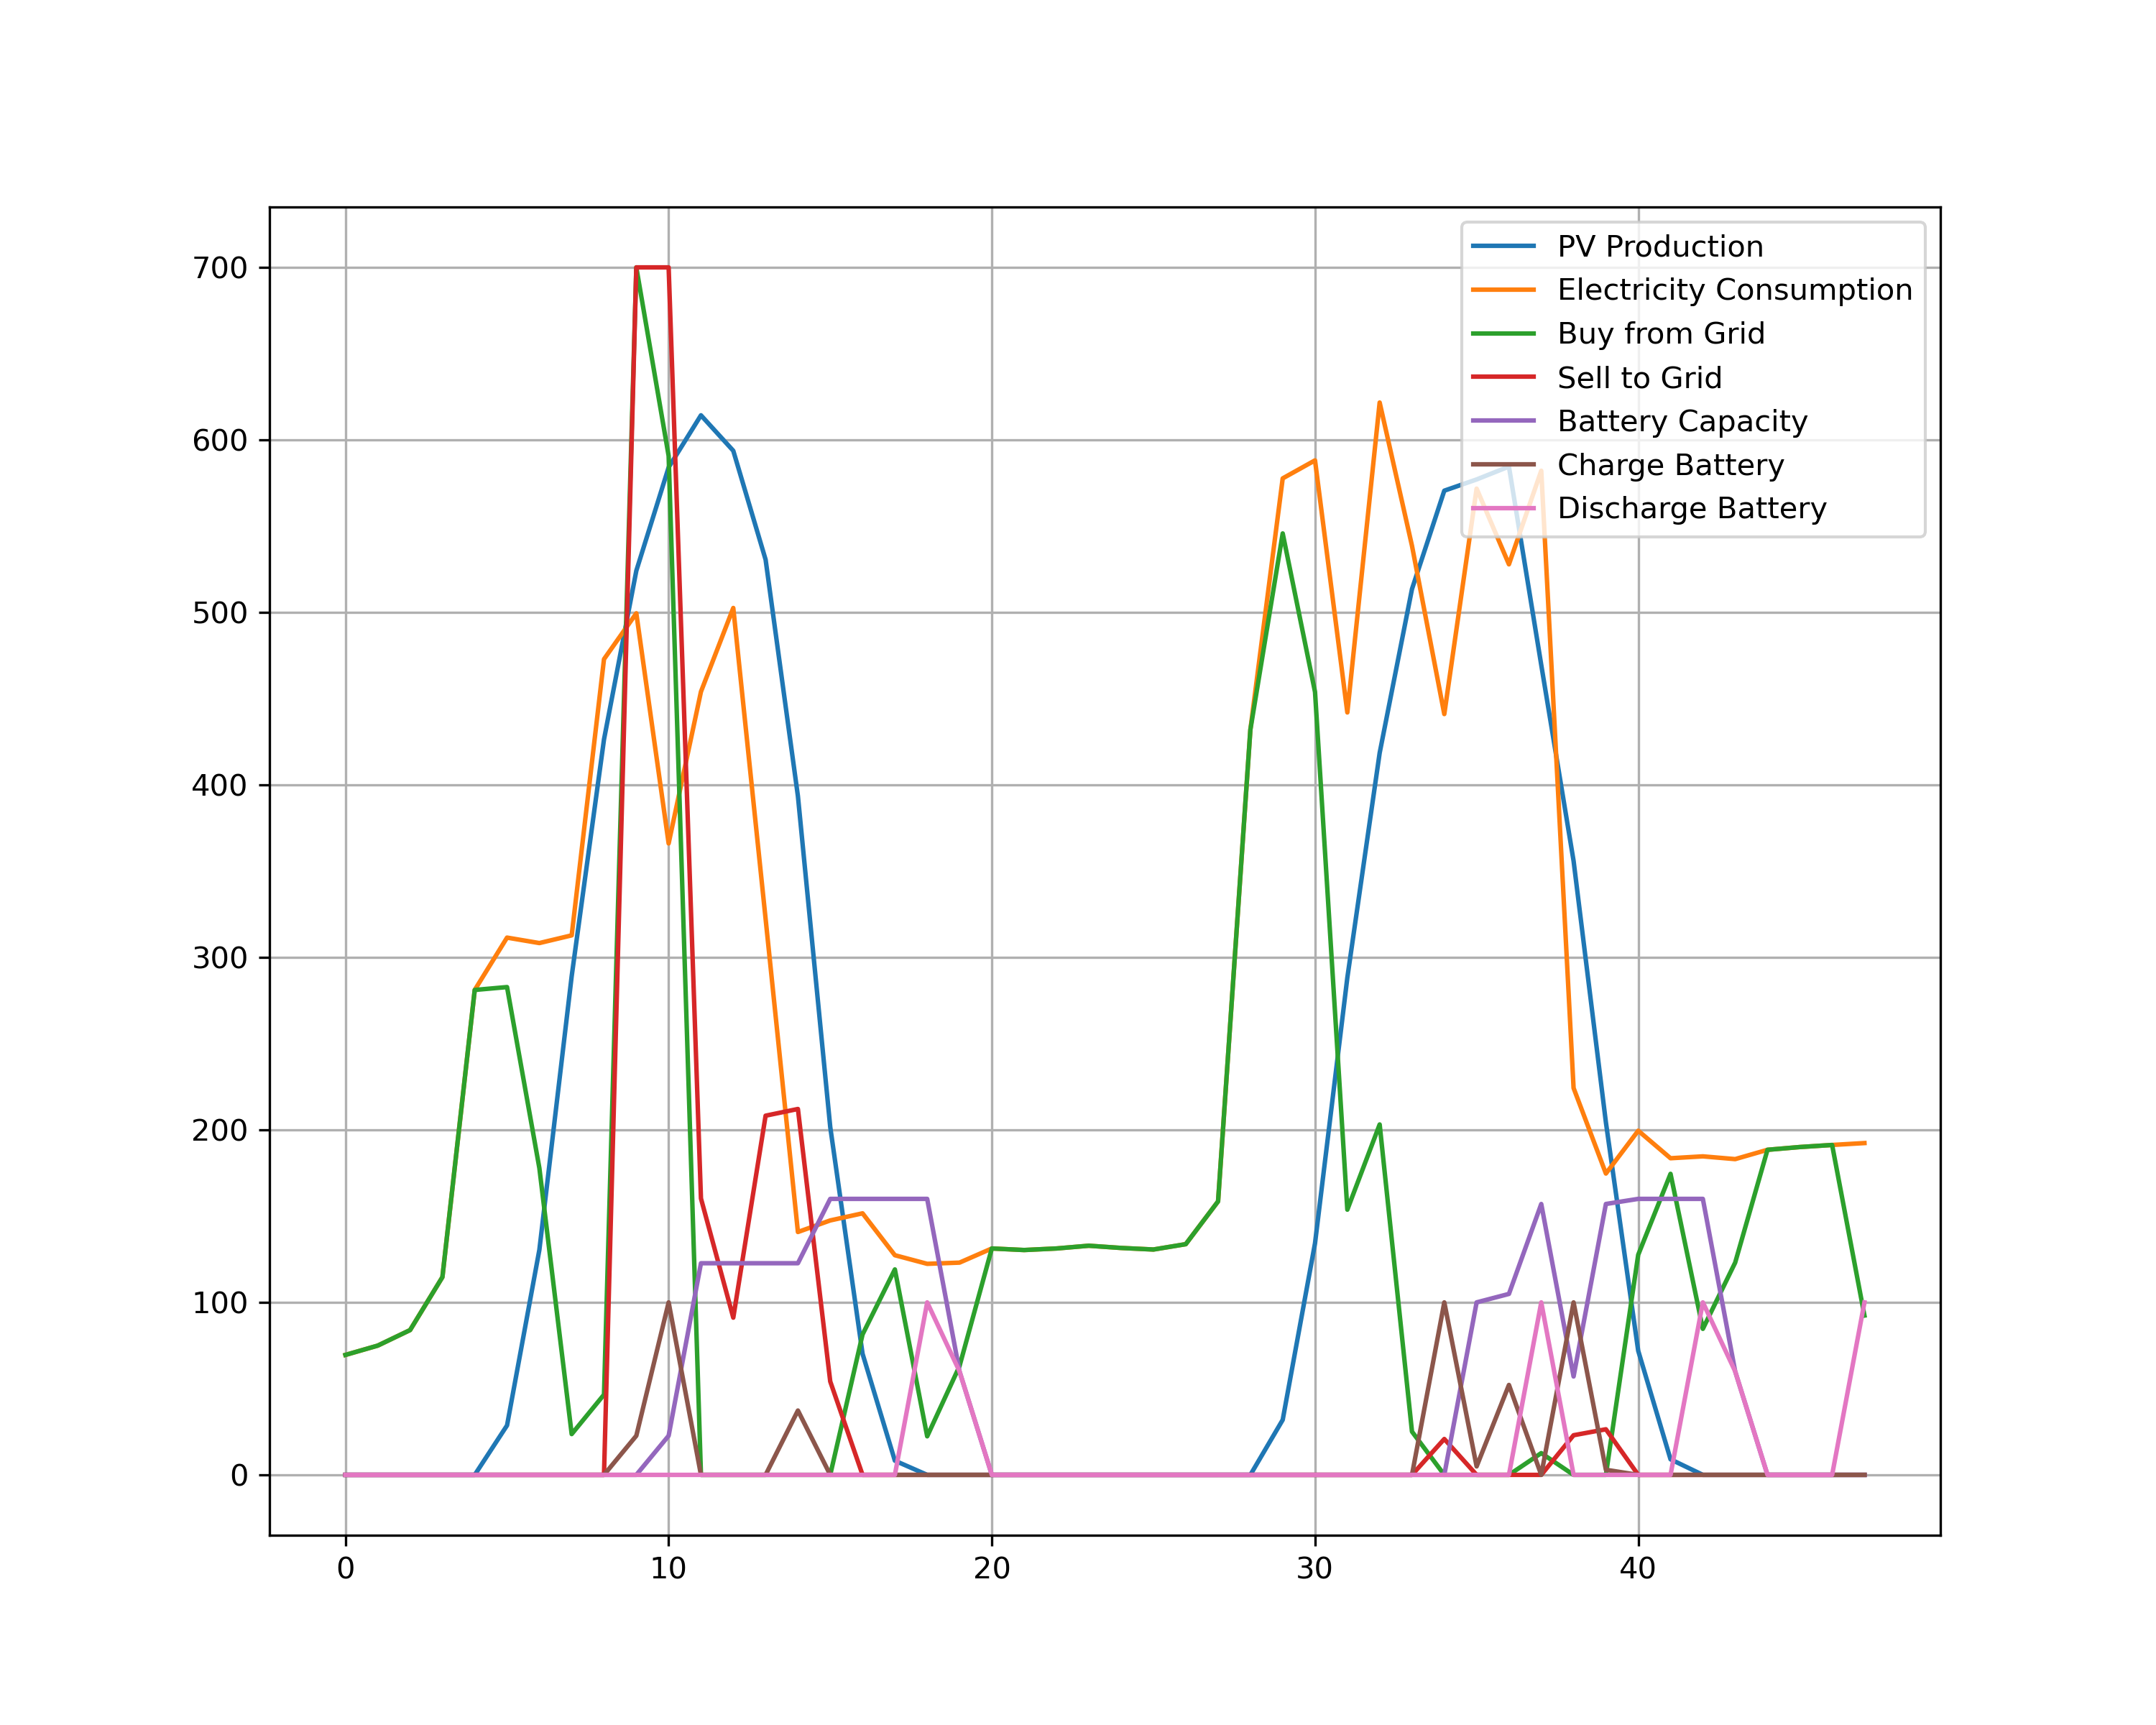 700
600
500
400
300
200
100
0
0 10 20 30 40
PV Production
Electricity Consumption
Buy from Grid
Sell to Grid
Battery Capacity
Charge Battery
Discharge Battery